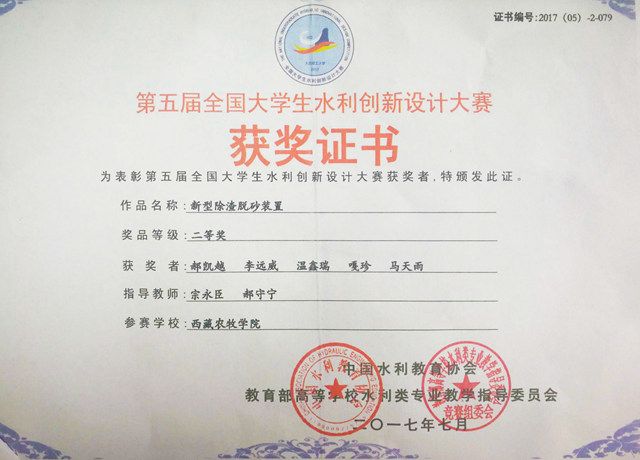 证书编号:2017 (05) -2-079
第五届全国大学生水利创新设计大赛
获奖证书
为表彰第五届全国大学生水利创新设计大赛获奖者,特颁发此证。
作品名称:新型除渣脱砂装置
奖品等级:二等奖
获 奖 者:郝凯越 李远威 温鑫瑞 嘎珍 马天雨
指导教师:宗永臣 郝守宁
参赛学校:西藏农牧学院
中国水利教育协会
教育部高等学校水利类专业教学指导委员会
竞赛组委会
二〇一七年七月